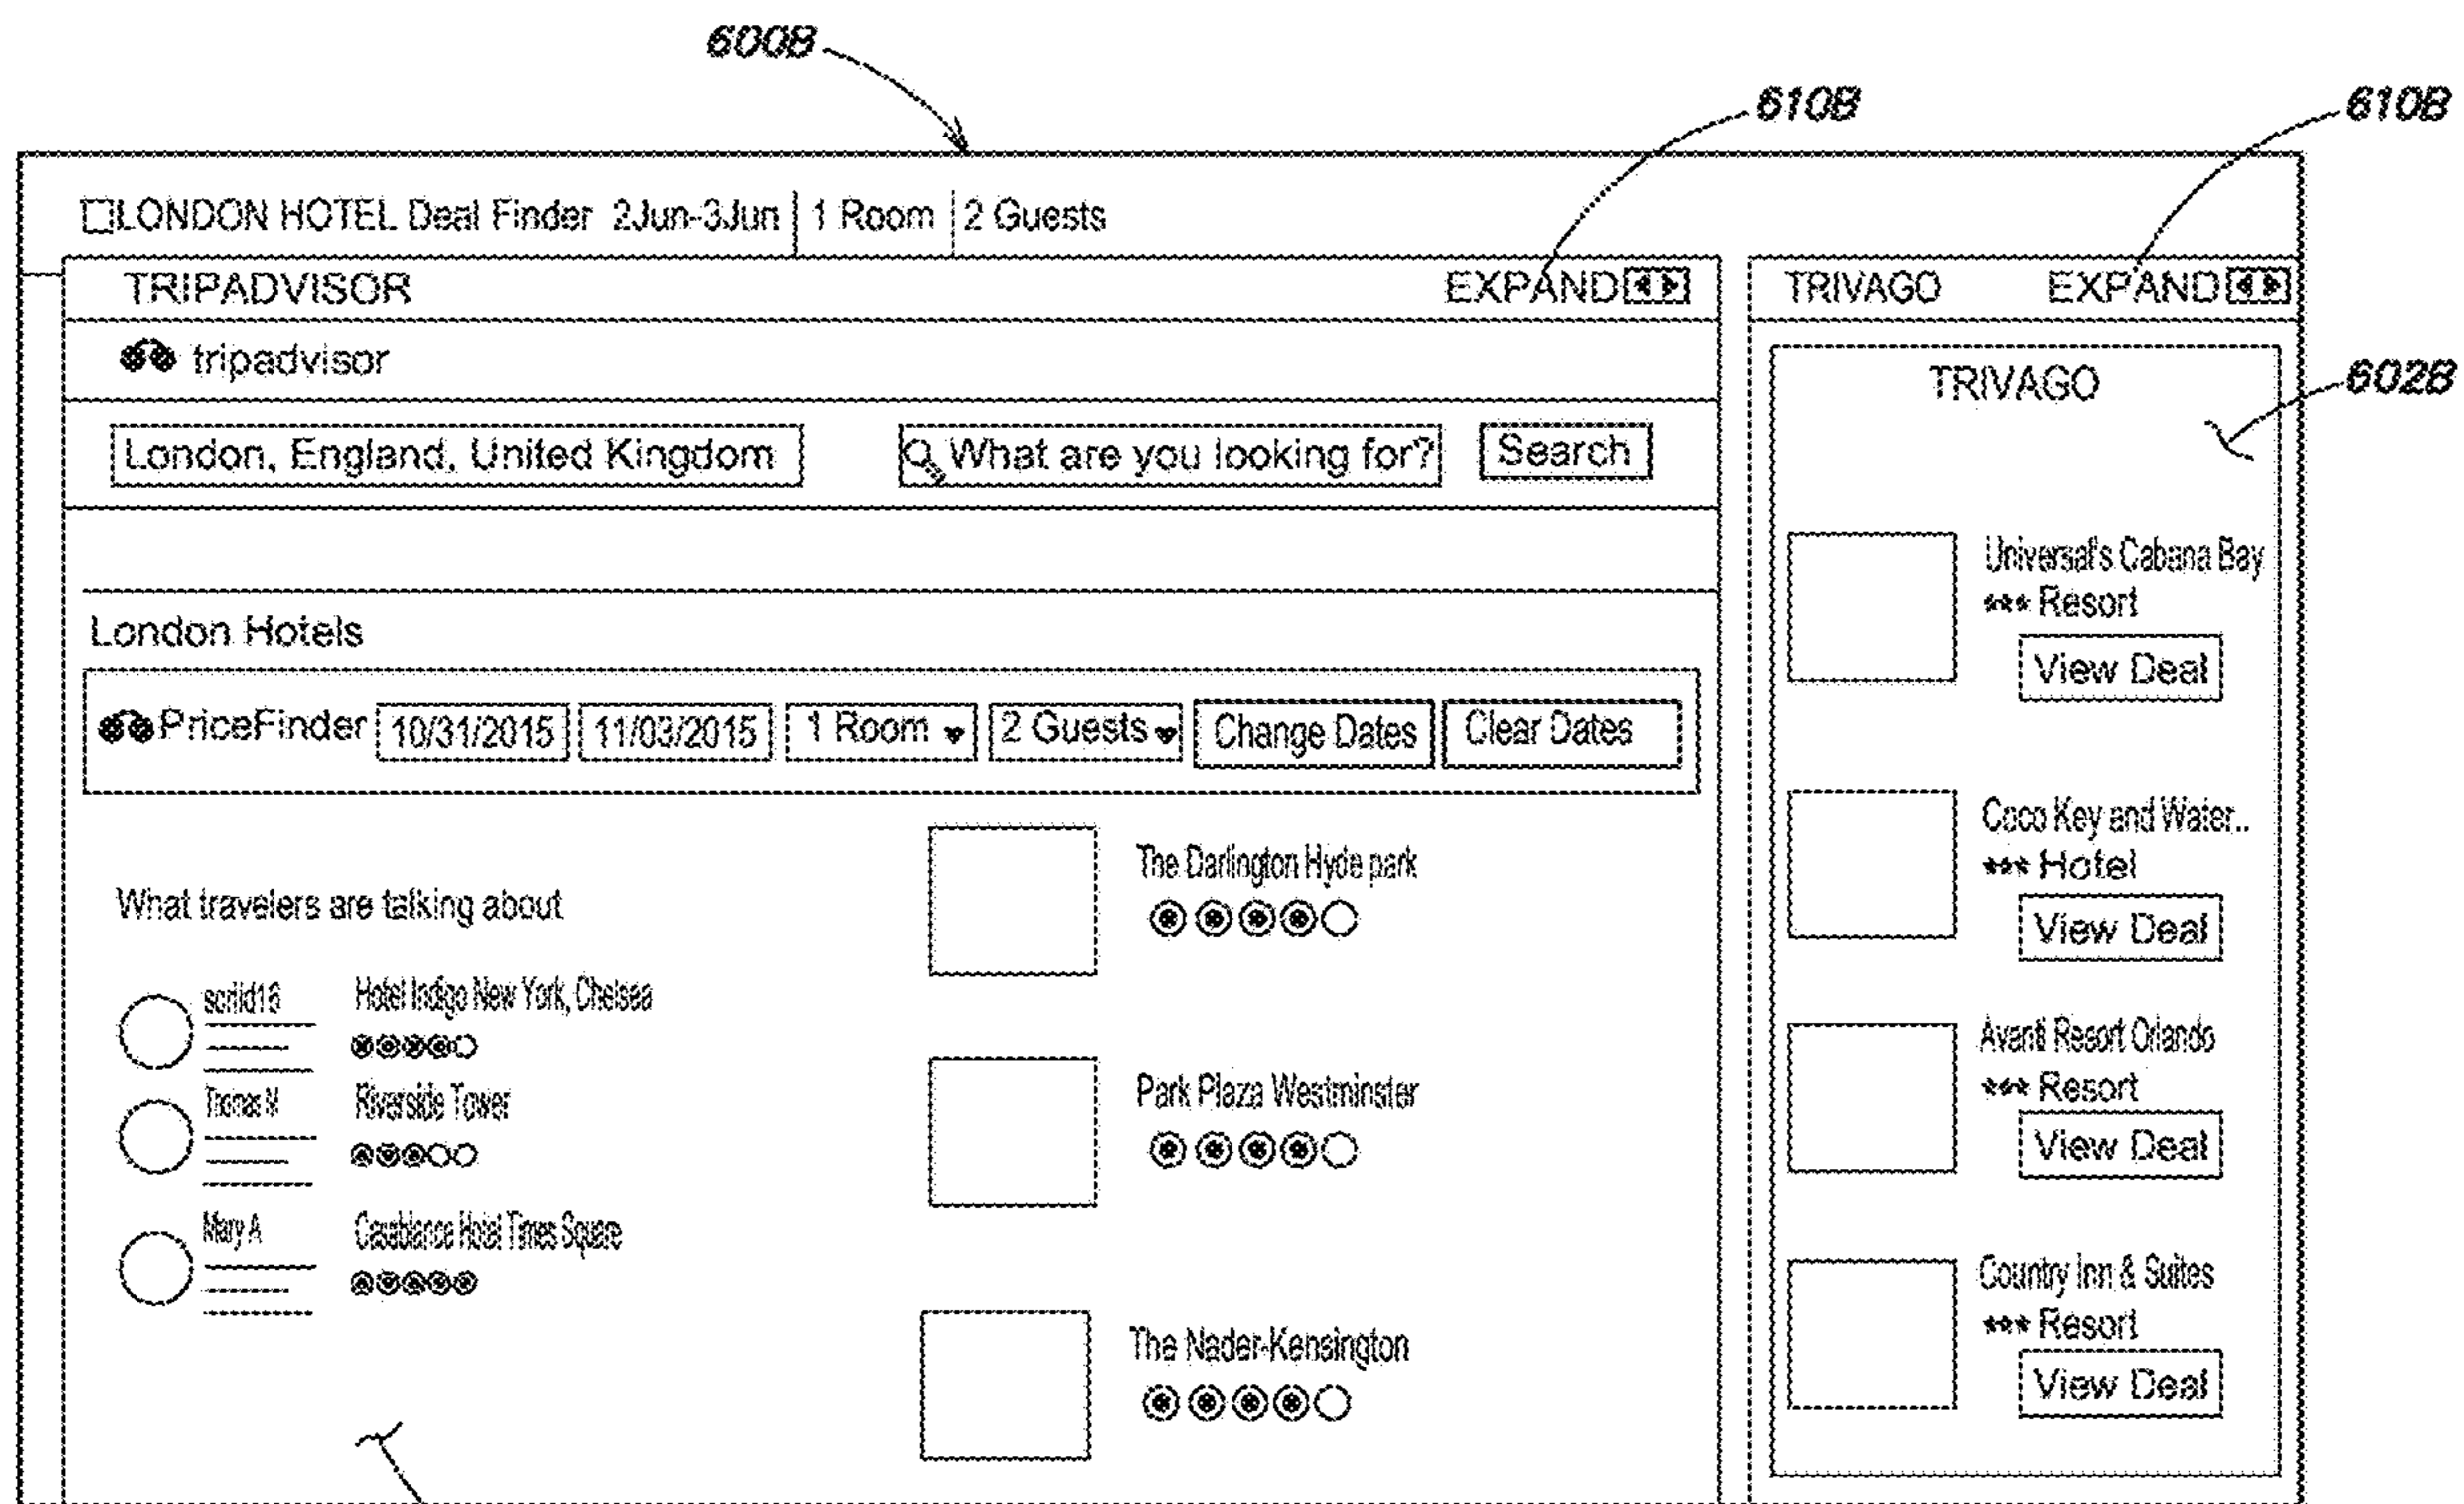 600B
610B
610B
LONDON HOTEL Deal Finder 2Jun-3Jun 1 Room 2 Guests
TRIPADVISOR EXPAND
tripadvisor
London, England, United Kingdom What are you looking for? Search
London Hotels
PriceFinder 10/31/2015 11/03/2015 1 Room 2 Guests Change Dates Clear Dates
What travelers are talking about
Hotel Indigo New York, Chelsea
Thomas M Riverside Tower
Mary A Casablanca Hotel Times Square
The Darlington Hyde park
Park Plaza Westminster
The Nader-Kensington
TRIVAGO EXPAND
602B
TRIVAGO
Universal's Cabana Bay
*** Resort
View Deal
Coco Key and Water..
*** Hotel
View Deal
Avanti Resort Orlando
*** Resort
View Deal
Country Inn & Suites
*** Resort
View Deal